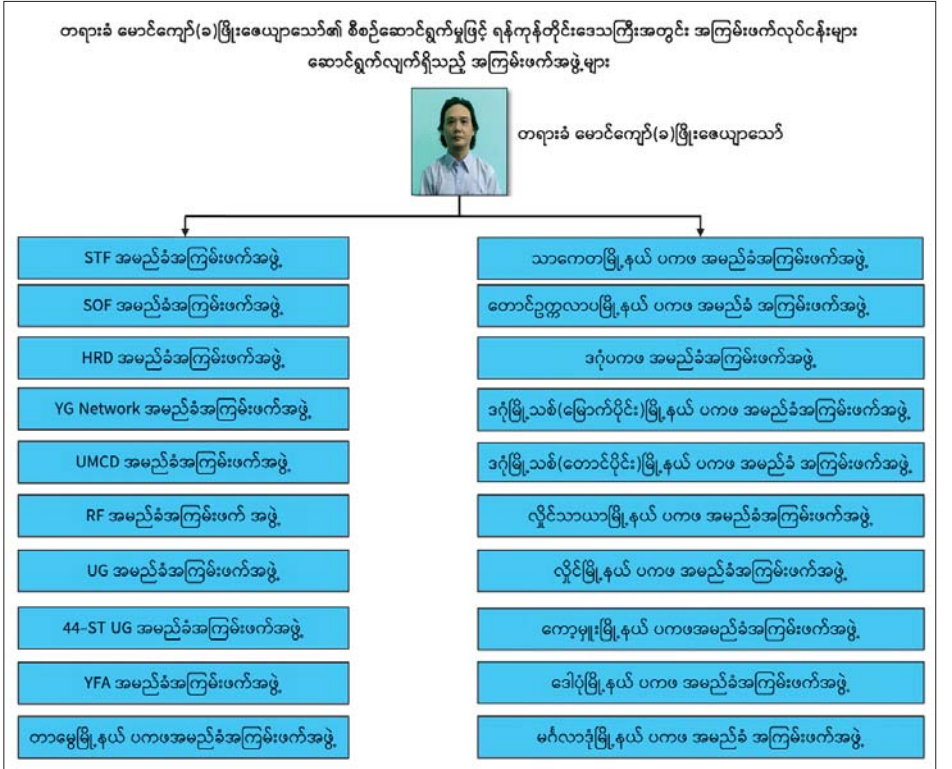 တရားခံ မောင်ကျော်(ခ)ဖြိုးဇေယျာသော်၏ စီစဉ်ဆောင်ရွက်မှုဖြင့် ရန်ကုန်တိုင်းဒေသကြီးအတွင်း အကြမ်းဖက်လုပ်ငန်းများ
ဆောင်ရွက်လျက်ရှိသည့် အကြမ်းဖက်အဖွဲ့များ
တရားခံ မောင်ကျော်(ခ)ဖြိုးဇေယျာသော်
STF အမည်ခံအကြမ်းဖက်အဖွဲ့
SOF အမည်ခံအကြမ်းဖက်အဖွဲ့
HRD အမည်ခံအကြမ်းဖက်အဖွဲ့
YG Network အမည်ခံအကြမ်းဖက်အဖွဲ့
UMCD အမည်ခံအကြမ်းဖက်အဖွဲ့
RF အမည်ခံအကြမ်းဖက် အဖွဲ့
UG အမည်ခံအကြမ်းဖက်အဖွဲ့
44-ST UG အမည်ခံအကြမ်းဖက်အဖွဲ့
YFA အမည်ခံအကြမ်းဖက်အဖွဲ့
တာမွေမြို့နယ် ပကဖအမည်ခံအကြမ်းဖက်အဖွဲ့
သာကေတမြို့နယ် ပကဖ အမည်ခံအကြမ်းဖက်အဖွဲ့
တောင်ဥက္ကလာပမြို့နယ် ပကဖ အမည်ခံ အကြမ်းဖက်အဖွဲ့
ဒဂုံပကဖ အမည်ခံအကြမ်းဖက်အဖွဲ့
ဒဂုံမြို့သစ်(မြောက်ပိုင်း)မြို့နယ် ပကဖ အမည်ခံအကြမ်းဖက်အဖွဲ့
ဒဂုံမြို့သစ်(တောင်ပိုင်း)မြို့နယ် ပကဖ အမည်ခံ အကြမ်းဖက်အဖွဲ့
လှိုင်သာယာမြို့နယ် ပကဖ အမည်ခံအကြမ်းဖက်အဖွဲ့
လှိုင်မြို့နယ် ပကဖ အမည်ခံအကြမ်းဖက်အဖွဲ့
ကော့မှူးမြို့နယ် ပကဖအမည်ခံအကြမ်းဖက်အဖွဲ့
ဒေါပုံမြို့နယ် ပကဖ အမည်ခံအကြမ်းဖက်အဖွဲ့
မင်္ဂလာဒုံမြို့နယ် ပကဖ အမည်ခံ အကြမ်းဖက်အဖွဲ့